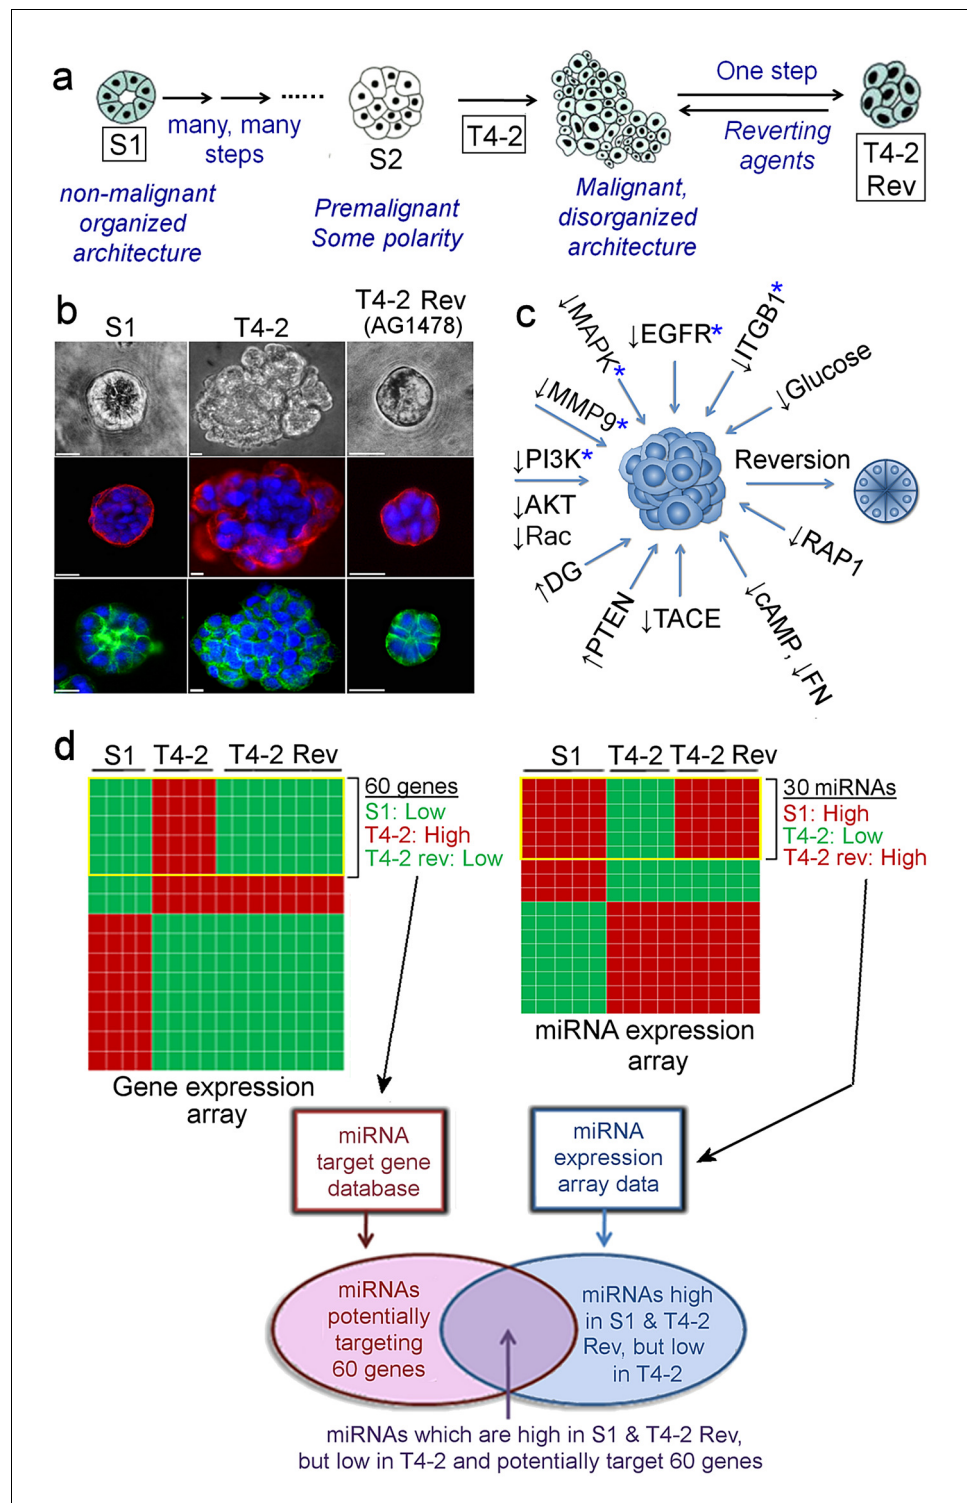 a
S1
many, many
steps
......
S2
T4-2
One step
Reverting
agents
T4-2
Rev
non-malignant
organized
architecture
Premalignant
Some polarity
Malignant,
disorganized
architecture
b
S1
T4-2
T4-2 Rev
(AG1478)
c
↓MAPK*
↓EGFR*
↓ITGB1*
↓Glucose
↓MMP9*
↓PI3K*
↓AKT
↓Rac
Reversion
↑DG
↑PTEN
↓TACE
↓cAMP, ↓FN
↓RAP1
d
S1 T4-2 T4-2 Rev
60 genes
S1: Low
T4-2: High
T4-2 rev: Low
Gene expression
array
S1 T4-2 T4-2 Rev
30 miRNAs
S1: High
T4-2: Low
T4-2 rev: High
miRNA expression
array
miRNA
target gene
database
miRNA
expression
array data
miRNAs
potentially
targeting
60 genes
miRNAs high
in S1 & T4-2
Rev, but low
in T4-2
miRNAs which are high in S1 & T4-2 Rev,
but low in T4-2 and potentially target 60 genes